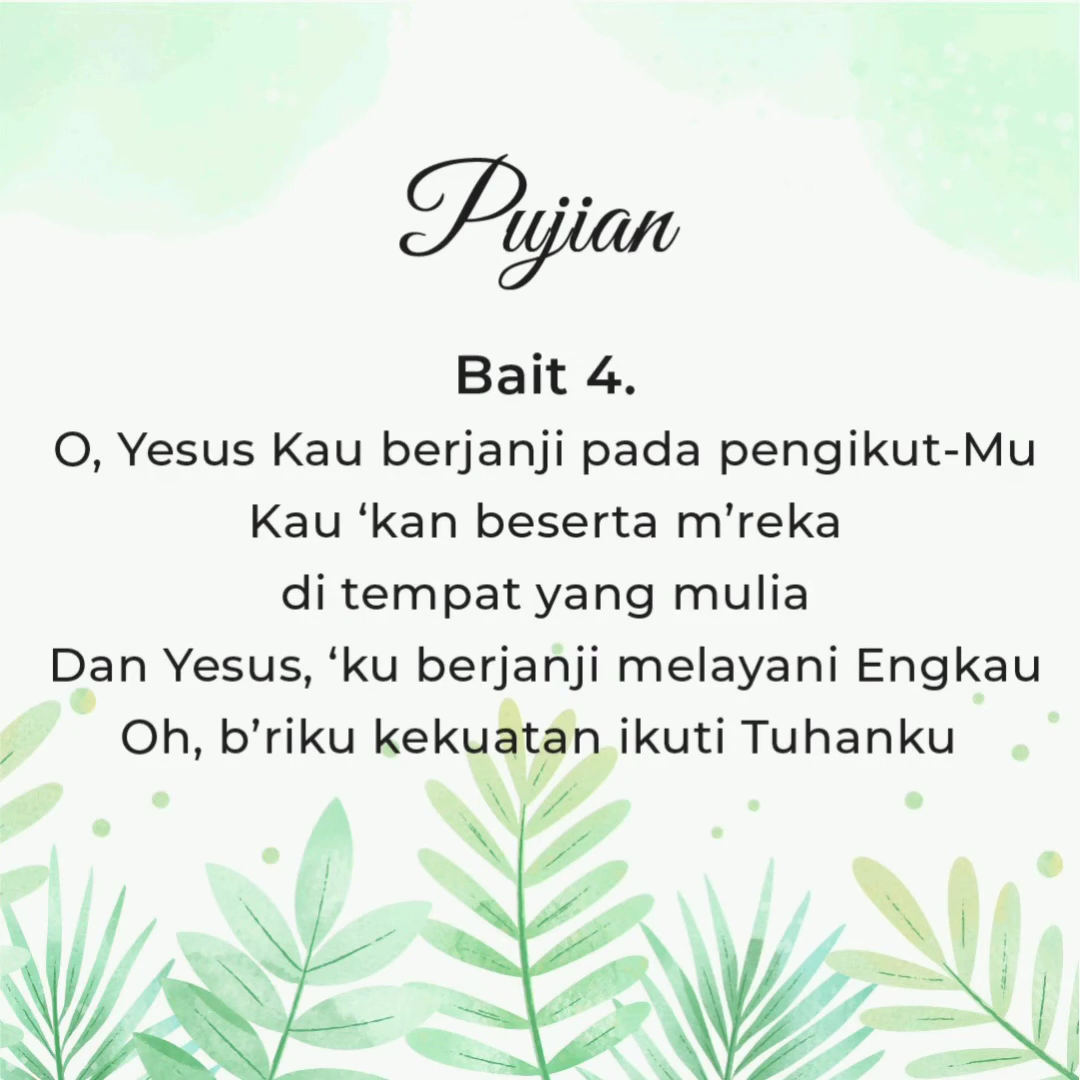 Pujian
Bait 4.
O, Yesus Kau berjanji pada pengikut-Mu
Kau ‘kan beserta m’reka
di tempat yang mulia
Dan Yesus, ‘ku berjanji melayani Engkau
Oh, b’riku kekuatan ikuti Tuhanku